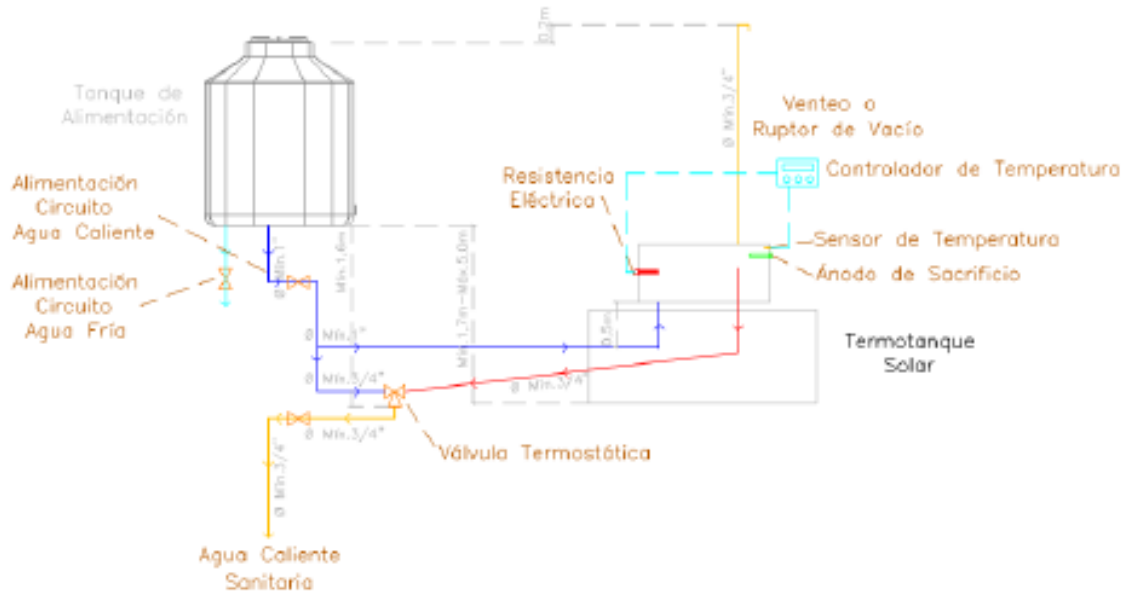 0.2m
Tanque de
Alimentación
Ø Mín.3/4"
Venteo o
Ruptor de Vacío
Resistencia
Eléctrica
Controlador de Temperatura
Alimentación
Circuito
Agua Caliente
Ø Mín.1"
Mín.1,6m
Mín.1,7m-Máx.5,0m
Sensor de Temperatura
Ánodo de Sacrificio
Alimentación
Circuito
Agua Fría
Ø Mín.1"
0.5m
Termotanque
Solar
Ø Mín.3/4"
Ø Mín.3/4"
Ø Mín.3/4"
Válvula Termostática
Ø Mín.3/4"
Agua Caliente
Sanitaria